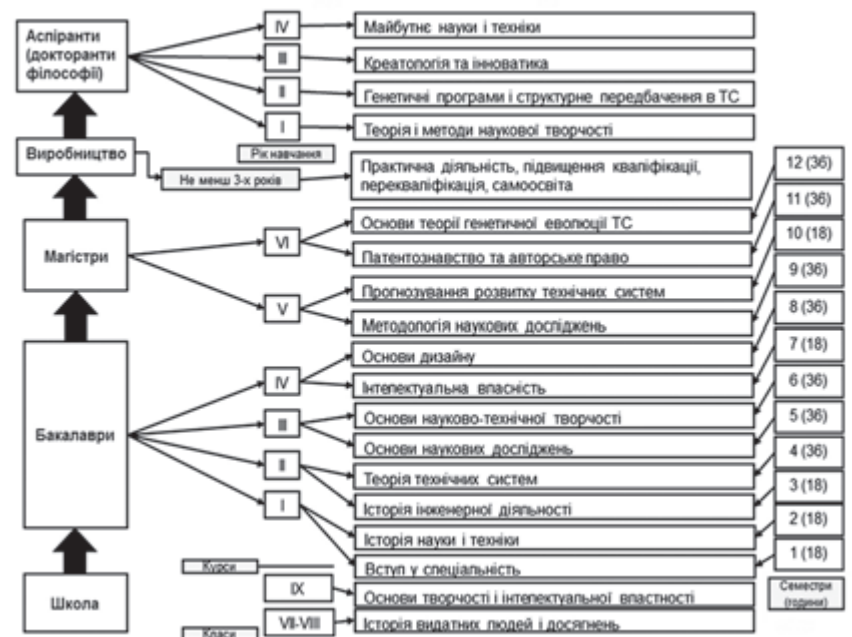 Аспіранти
(докторанти
філософії)
IV
Майбутнє науки і техніки
III
Креатологія та інноватика
II
Генетичні програми і структурне передбачення в ТС
I
Теорія і методи наукової творчості
Рік навчання
Виробництво
Не менш 3-х років
Практична діяльність, підвищення кваліфікації,
перекваліфікація, самоосвіта
12 (36)
Магістри
VI
Основи теорії генетичної еволюції ТС
11 (36)
Патентознавство та авторське право
10 (18)
V
Прогнозування розвитку технічних систем
9 (36)
Методологія наукових досліджень
8 (36)
Бакалаври
IV
Основи дизайну
7 (18)
Інтелектуальна власність
6 (36)
III
Основи науково-технічної творчості
5 (36)
Основи наукових досліджень
4 (36)
II
Теорія технічних систем
3 (18)
Історія інженерної діяльності
2 (18)
I
Історія науки і техніки
1 (18)
Вступ у спеціальність
Семестри
(години)
Курси
Школа
IX
Основи творчості і інтелектуальної властності
VII-VIII
Історія видатних людей і досягнень
Класи